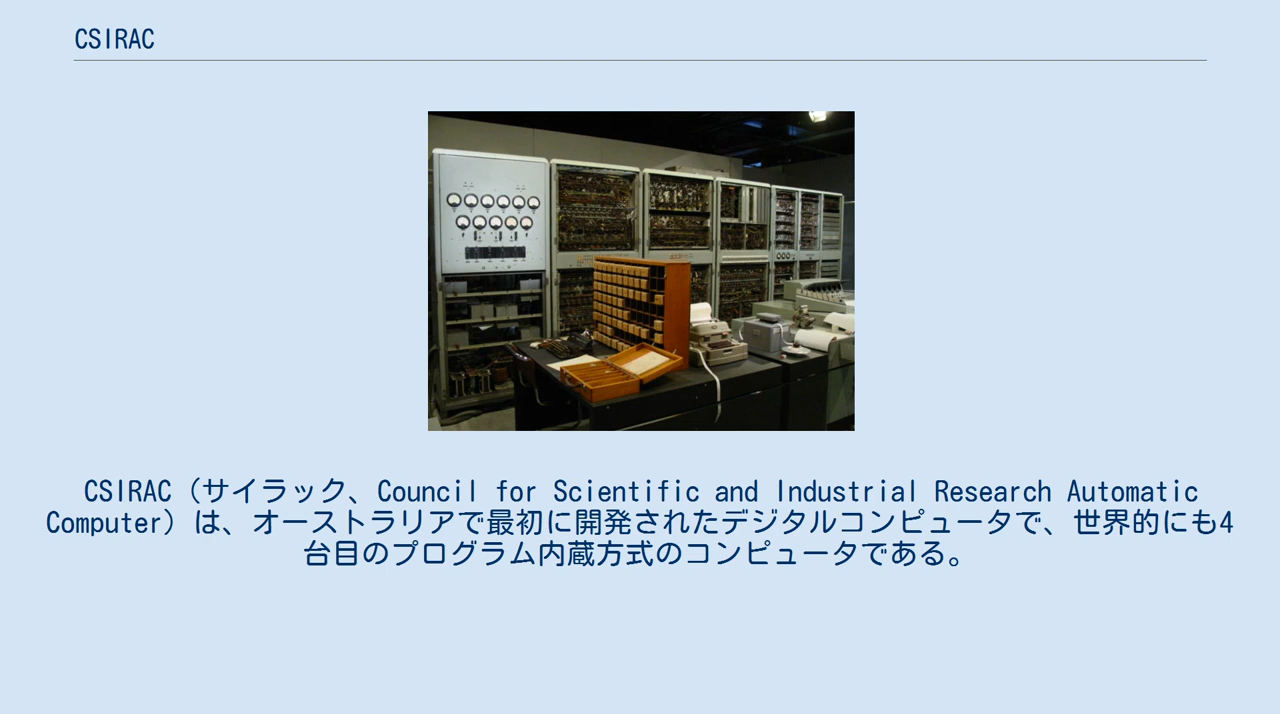 CSIRAC
CSIRAC（サイラック、Council for Scientific and Industrial Research Automatic
Computer）は、オーストラリアで最初に開発されたデジタルコンピュータで、世界的にも4
台目のプログラム内蔵方式のコンピュータである。